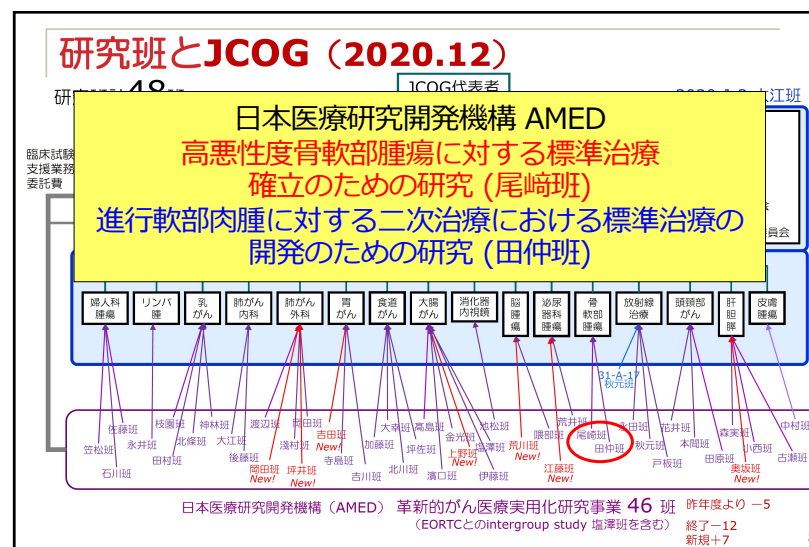 研究班とJCOG（2020.12）
JCOG代表者
日本医療研究開発機構 AMED
高悪性度骨軟部腫瘍に対する標準治療
確立のための研究 (尾﨑班)
進行軟部肉腫に対する二次治療における標準治療の
開発のための研究 (田仲班)
臨床試験
支援業務
委託費
員会
婦人科
腫瘍
リンパ
腫
乳
がん
肺がん
内科
肺がん
外科
胃
がん
食道
がん
大腸
がん
消化器
内視鏡
脳
腫
瘍
泌尿
器科
腫瘍
骨
軟部
腫瘍
放射線
治療
頭頸部
がん
肝
胆
膵
皮膚
腫瘍
31-A-17
秋元班
笠松班
佐藤班
石川班
永井班
枝園班
田村班
北條班
神林班
大江班
後藤班
渡辺班
岡田班
New!
淺村班
岡田班
坪井班
New!
吉田班
New!
寺島班
加藤班
吉川班
大幸班
北川班
坪佐班
高島班
濱口班
金光班
上野班
New!
塩澤班
伊藤班
池松班
荒川班
New!
隈部班
荒井班
江藤班
New!
尾﨑班
田仲班
永田班
秋元班
戸板班
花井班
本間班
田原班
森実班
奥坂班
New!
小西班
古瀬班
中村班
日本医療研究開発機構（AMED） 革新的がん医療実用化研究事業 46 班
（EORTCとのintergroup study 塩澤班を含む）
昨年度より －5
終了－12
新規＋7